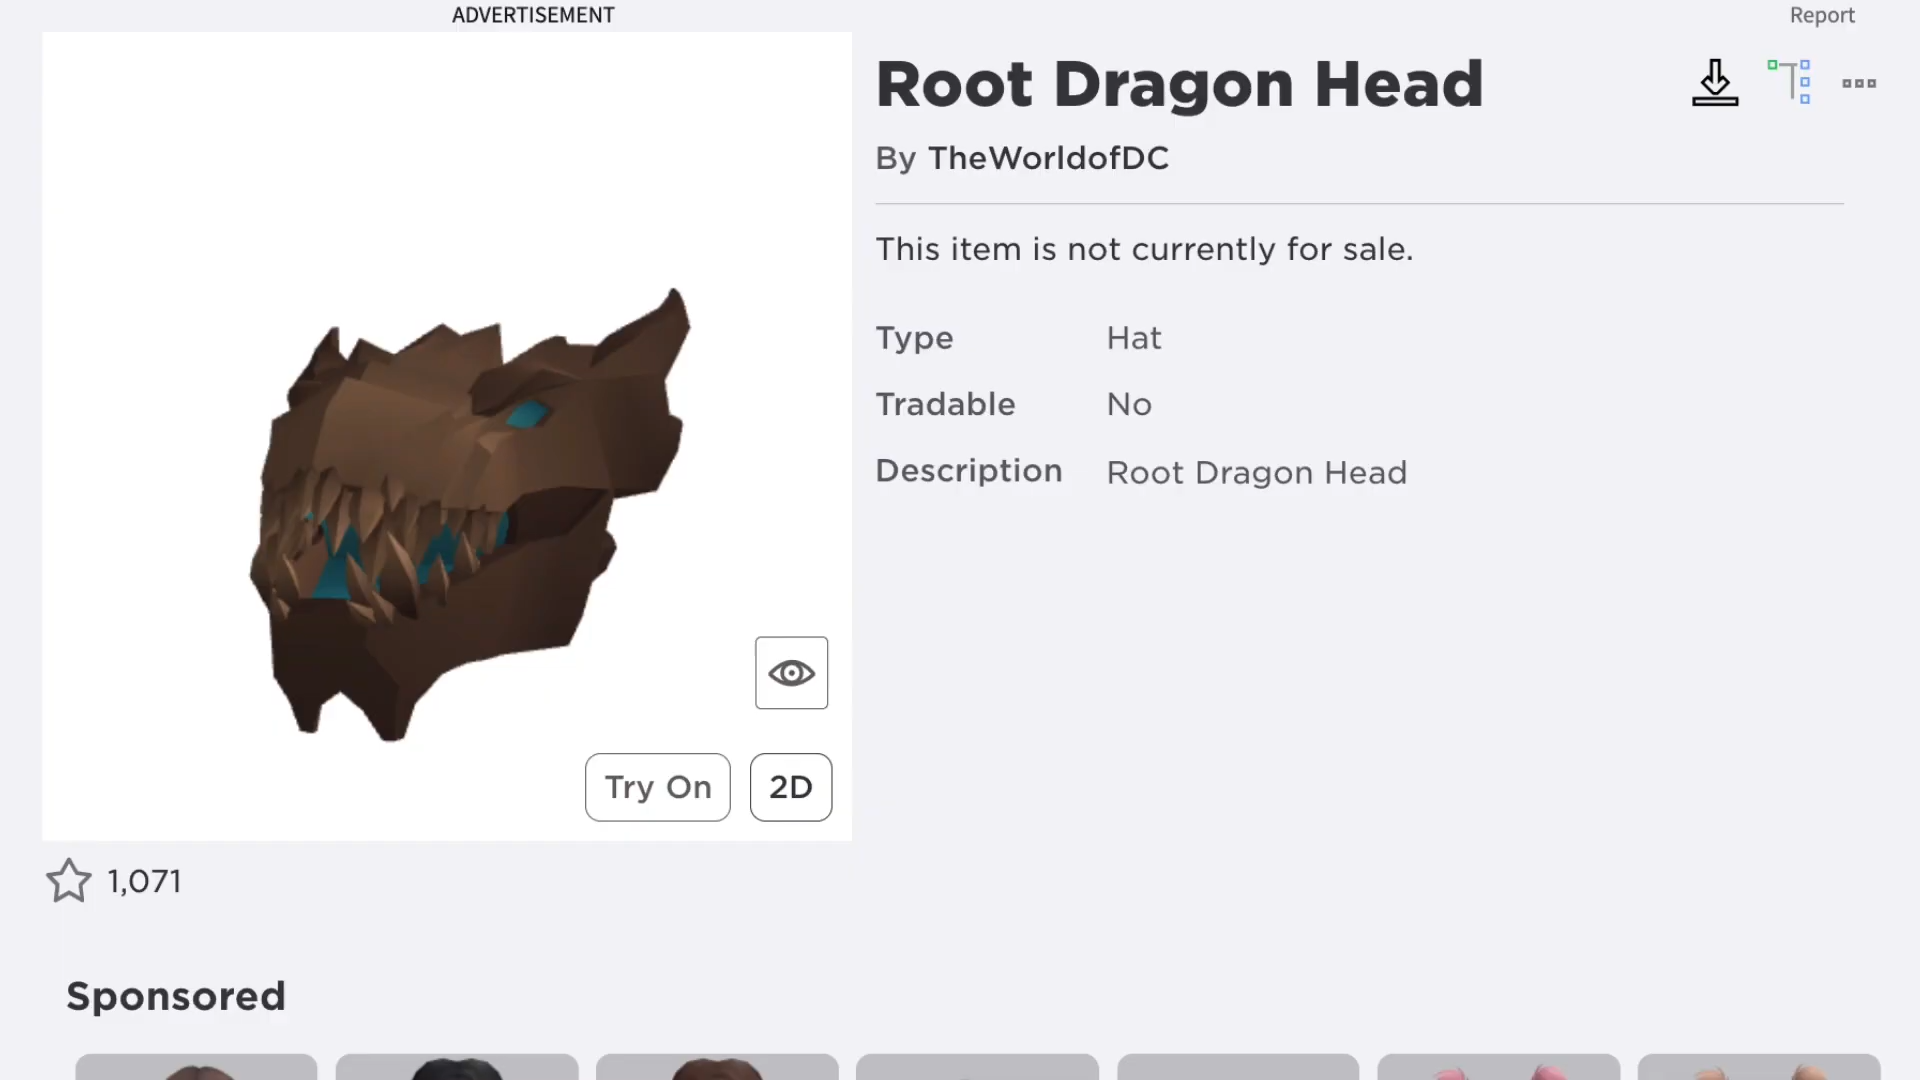 ADVERTISEMENT
Report
Root Dragon Head
By TheWorldofDC
This item is not currently for sale.
Type Hat
Tradable No
Description Root Dragon Head
Try On
2D
1,071
Sponsored